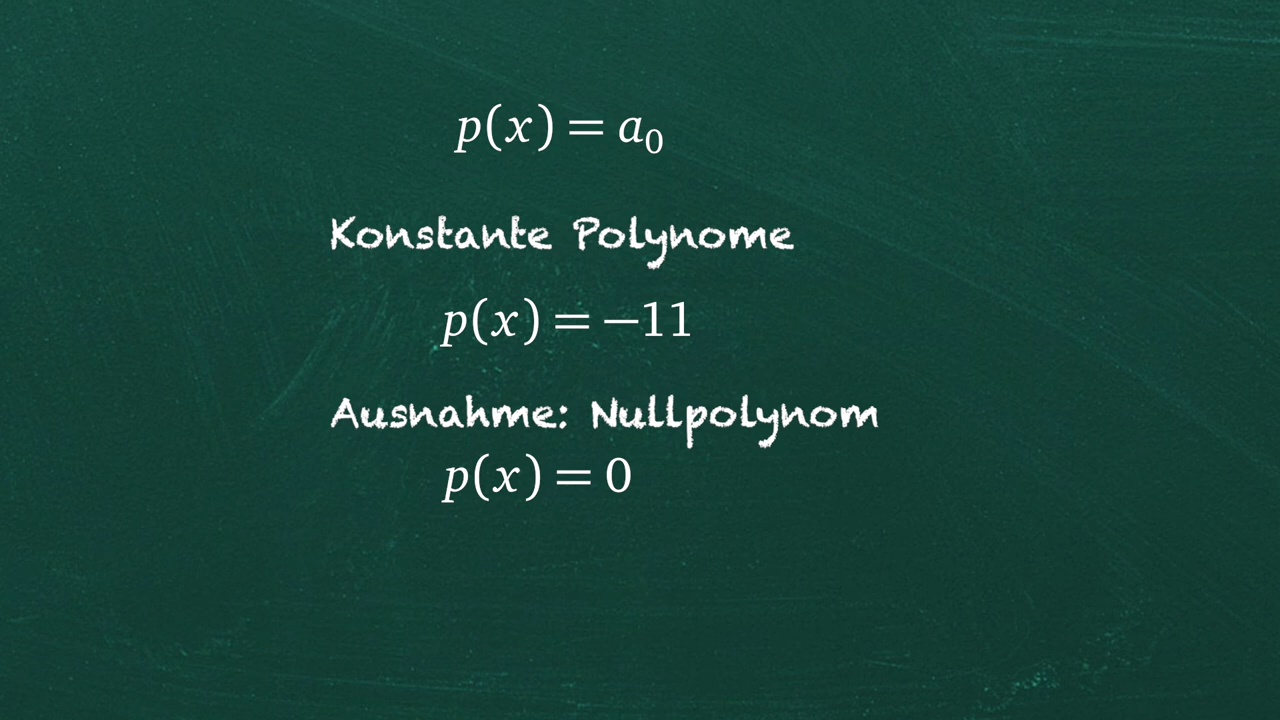 p(x) = a₀
Konstante Polynome
p(x) = −11
Ausnahme: Nullpolynom
p(x) = 0